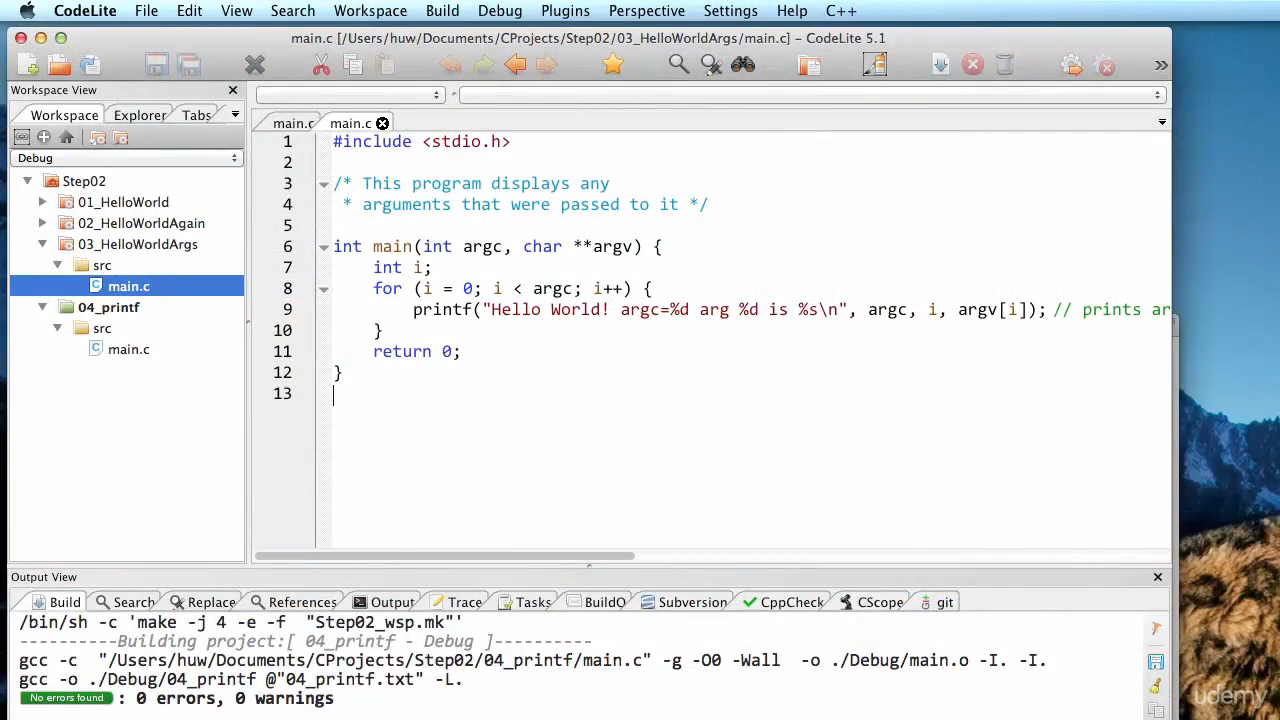 CodeLite File Edit View Search Workspace Build Debug Plugins Perspective Settings Help C++
main.c [/Users/huw/Documents/CProjects/Step02/03_HelloWorldArgs/main.c] – CodeLite 5.1
Workspace View
Workspace Explorer Tabs
Debug
Step02
01_HelloWorld
02_HelloWorldAgain
03_HelloWorldArgs
src
main.c
04_printf
src
main.c
main.c main.c
1 #include <stdio.h>
2
3 /* This program displays any
4 * arguments that were passed to it */
5
6 int main(int argc, char **argv) {
7 int i;
8 for (i = 0; i < argc; i++) {
9 printf("Hello World! argc=%d arg %d is %s\n", argc, i, argv[i]); // prints ar
10 }
11 return 0;
12 }
13
Output View
Build Search Replace References Output Trace Tasks BuildQ Subversion CppCheck CScope git
/bin/sh -c 'make -j 4 -e -f "Step02_wsp.mk"'
----------Building project:[ 04_printf - Debug ]----------
gcc -c "/Users/huw/Documents/CProjects/Step02/04_printf/main.c" -g -O0 -Wall -o ./Debug/main.o -I. -I.
gcc -o ./Debug/04_printf @"04_printf.txt" -L.
No errors found : 0 errors, 0 warnings
udemy